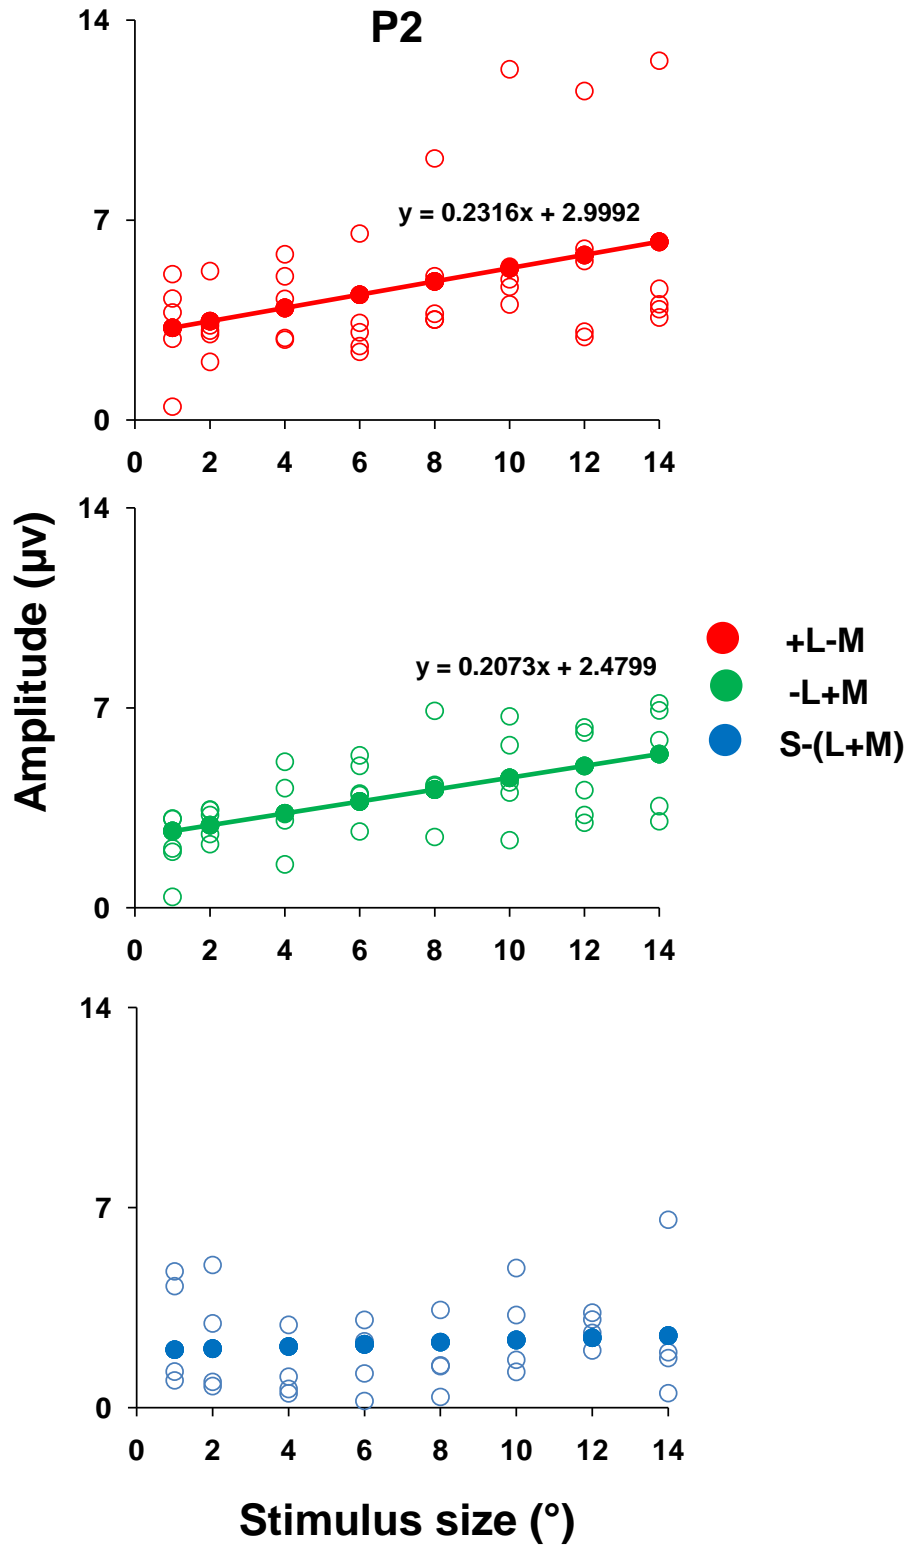 P2
14
7
0
y = 0.2316x + 2.9992
0 2 4 6 8 10 12 14
Amplitude (µv)
14
7
0
y = 0.2073x + 2.4799
0 2 4 6 8 10 12 14
+L-M
-L+M
S-(L+M)
14
7
0
0 2 4 6 8 10 12 14
Stimulus size (°)